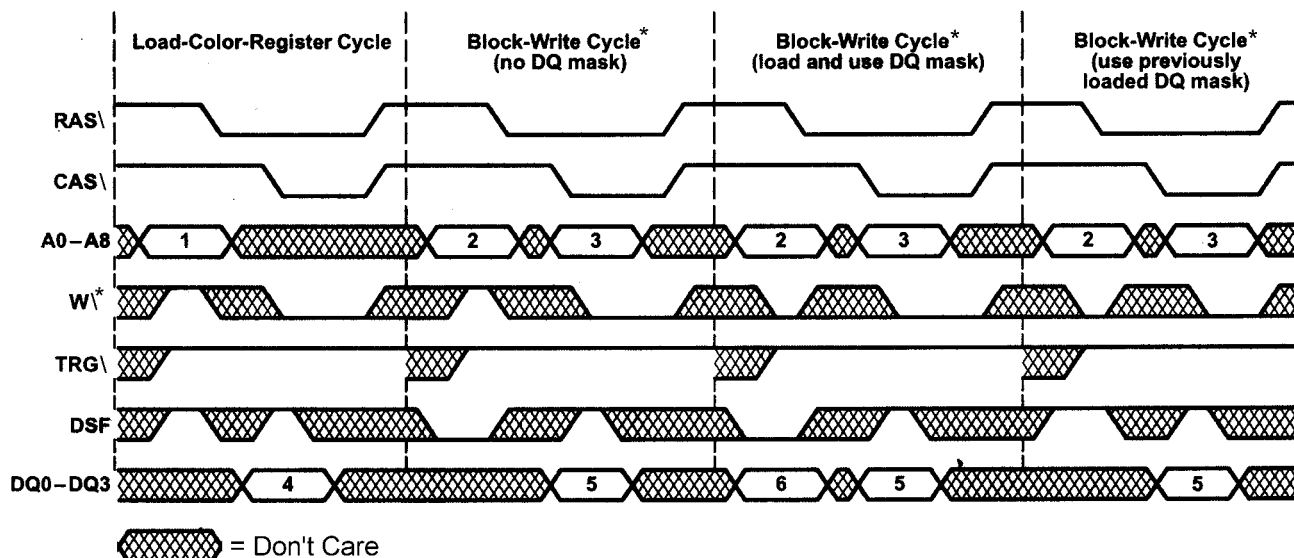 Load-Color-Register Cycle
Block-Write Cycle*
(no DQ mask)
Block-Write Cycle*
(load and use DQ mask)
Block-Write Cycle*
(use previously
loaded DQ mask)
RAS\
CAS\
A0–A8 1 2 3 2 3 2 3
W\*
TRG\
DSF
DQ0–DQ3 4 5 6 5 5
= Don't Care